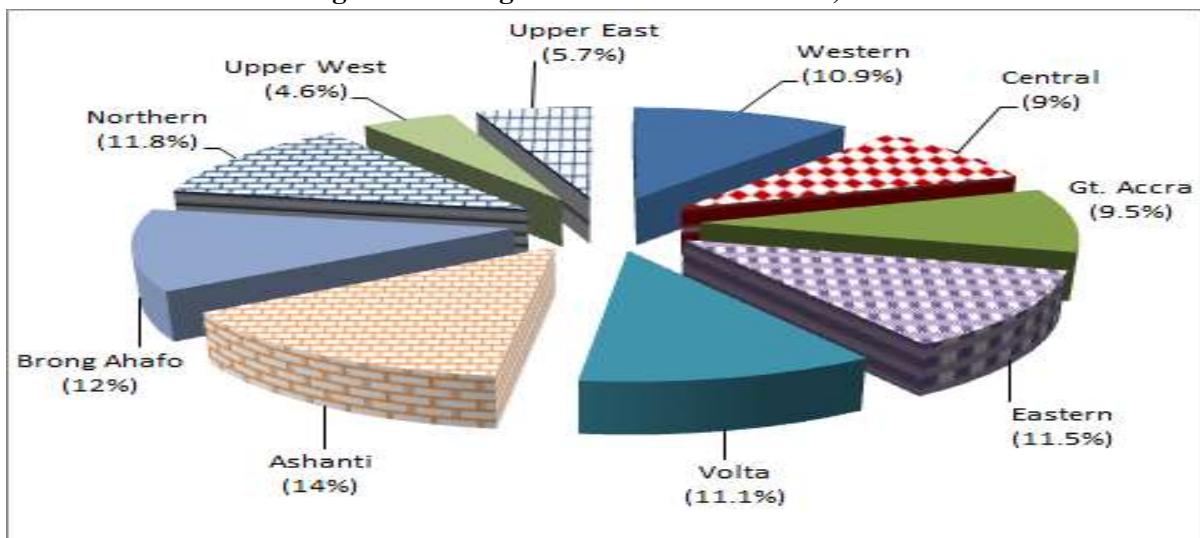 Upper East
(5.7%)
Western
(10.9%)
Central
(9%)
Gt. Accra
(9.5%)
Eastern
(11.5%)
Volta
(11.1%)
Ashanti
(14%)
Brong Ahafo
(12%)
Northern
(11.8%)
Upper West
(4.6%)